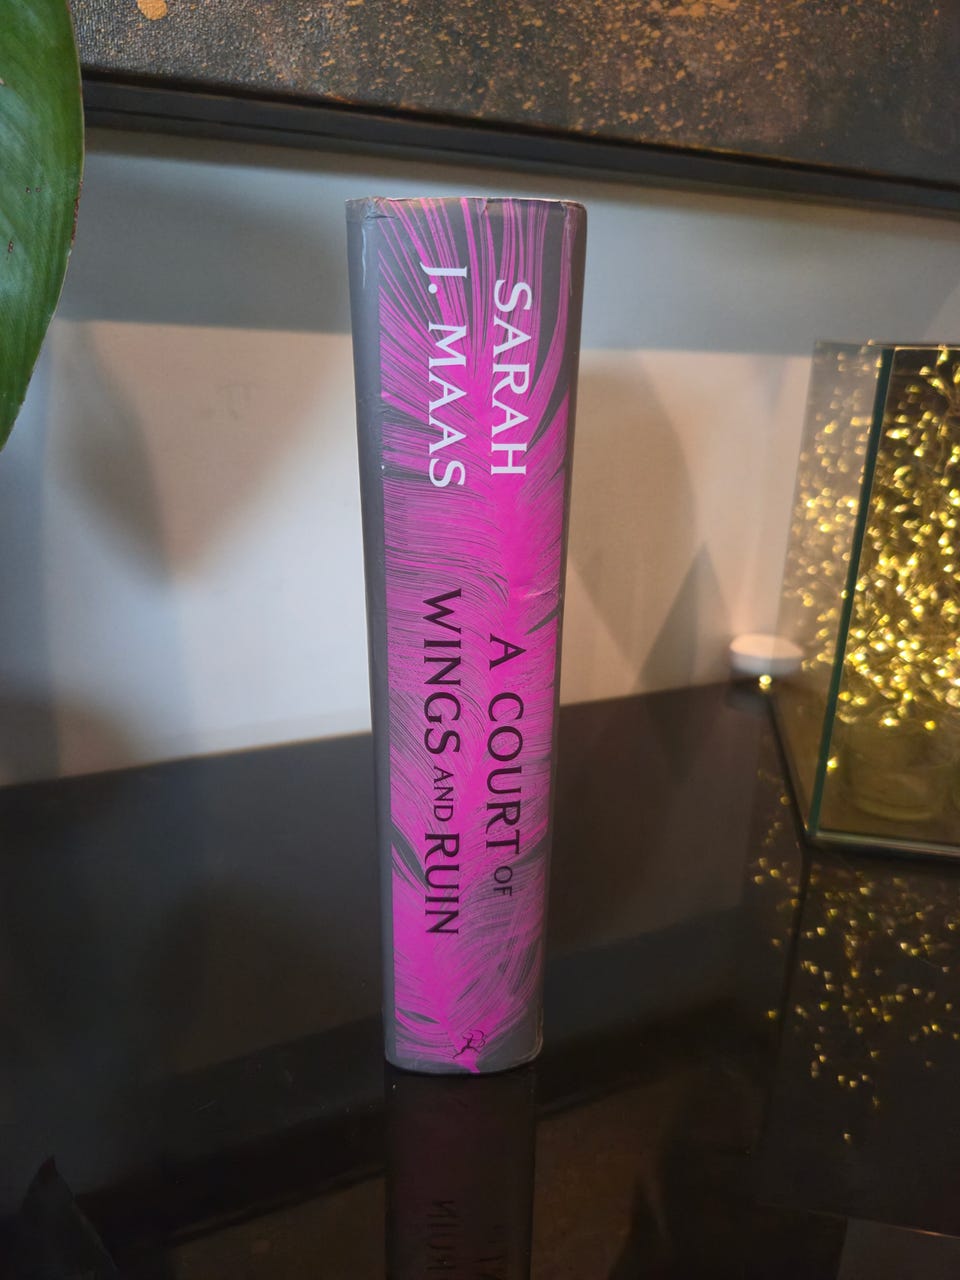 SARAH
J. MAAS
A COURT OF
WINGS AND RUIN